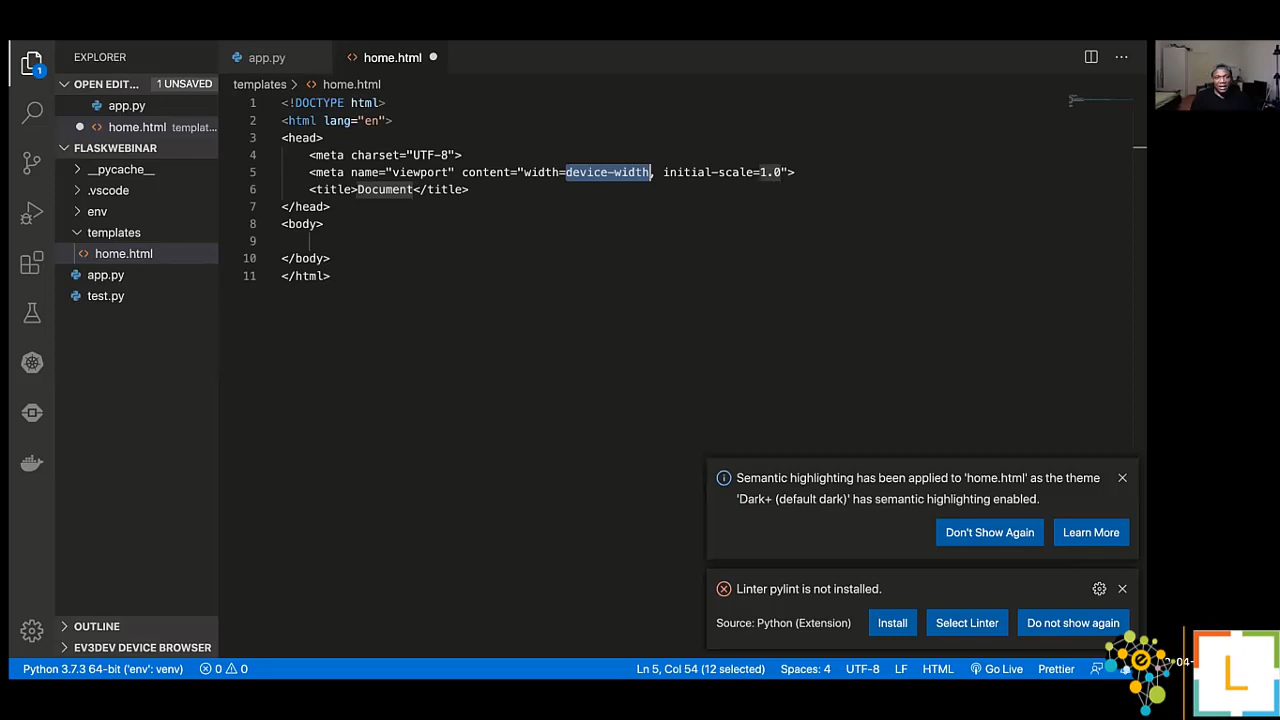 EXPLORER
OPEN EDIT... 1 UNSAVED
app.py
home.html templat...
FLASKWEBINAR
__pycache__
.vscode
env
templates
home.html
app.py
test.py
OUTLINE
EV3DEV DEVICE BROWSER
1
app.py home.html
templates > home.html
1 <!DOCTYPE html>
2 <html lang="en">
3 <head>
4 <meta charset="UTF-8">
5 <meta name="viewport" content="width=device-width, initial-scale=1.0">
6 <title>Document</title>
7 </head>
8 <body>
9
10 </body>
11 </html>
Semantic highlighting has been applied to 'home.html' as the theme
'Dark+ (default dark)' has semantic highlighting enabled.
Don't Show Again Learn More
Linter pylint is not installed.
Source: Python (Extension) Install Select Linter Do not show again
Python 3.7.3 64-bit ('env': venv) 0 0 Ln 5, Col 54 (12 selected) Spaces: 4 UTF-8 LF HTML Go Live Prettier
L